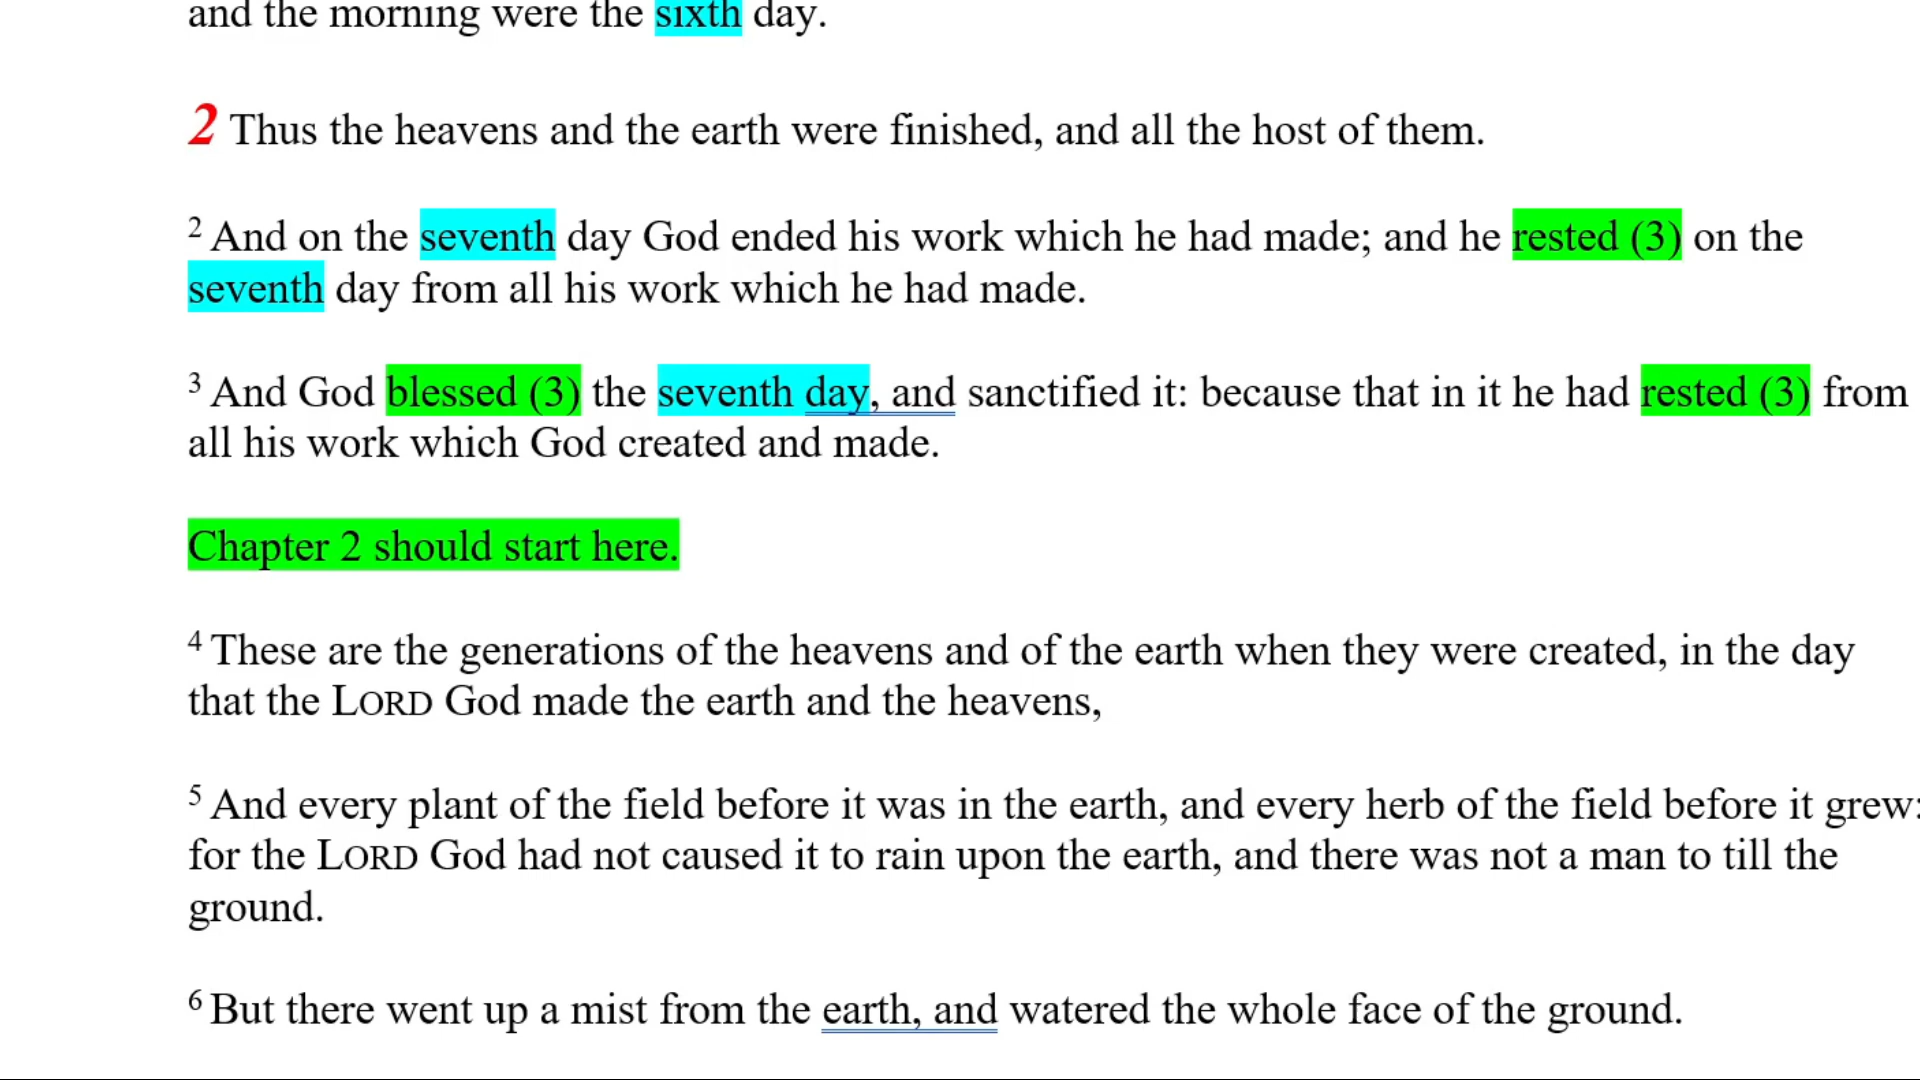 and the morning were the sixth day.
2 Thus the heavens and the earth were finished, and all the host of them.
2 And on the seventh day God ended his work which he had made; and he rested (3) on the
seventh day from all his work which he had made.
3 And God blessed (3) the seventh day, and sanctified it: because that in it he had rested (3) from
all his work which God created and made.
Chapter 2 should start here.
4 These are the generations of the heavens and of the earth when they were created, in the day
that the LORD God made the earth and the heavens,
5 And every plant of the field before it was in the earth, and every herb of the field before it grew:
for the LORD God had not caused it to rain upon the earth, and there was not a man to till the
ground.
6 But there went up a mist from the earth, and watered the whole face of the ground.